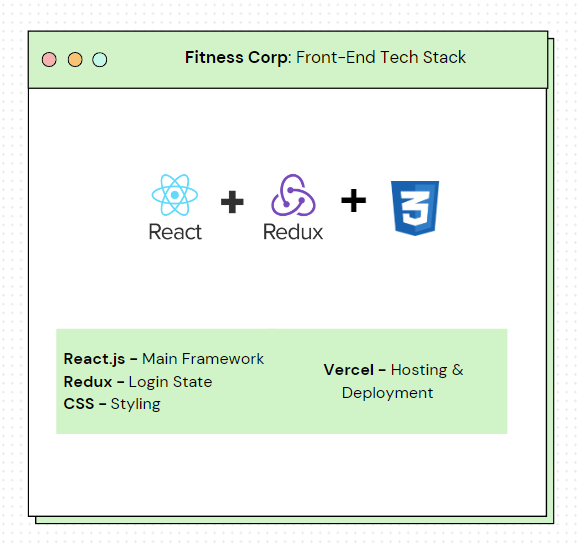 Fitness Corp: Front-End Tech Stack
React
Redux
3
React.js - Main Framework
Redux - Login State
CSS - Styling
Vercel - Hosting &
Deployment